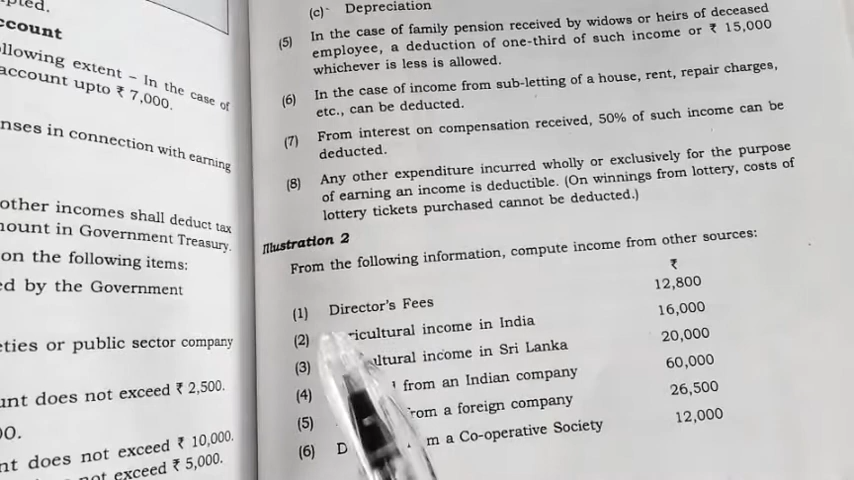 pted.
ccount
llowing extent – In the case of
account upto ₹ 7,000.
nses in connection with earning
other incomes shall deduct tax
nount in Government Treasury.
on the following items:
ed by the Government
eties or public sector company
unt does not exceed ₹ 2,500.
00.
nt does not exceed ₹ 10,000.
not exceed ₹ 5,000.
(c) Depreciation
(5) In the case of family pension received by widows or heirs of deceased
employee, a deduction of one-third of such income or ₹ 15,000
whichever is less is allowed.
(6) In the case of income from sub-letting of a house, rent, repair charges,
etc., can be deducted.
(7) From interest on compensation received, 50% of such income can be
deducted.
(8) Any other expenditure incurred wholly or exclusively for the purpose
of earning an income is deductible. (On winnings from lottery, costs of
lottery tickets purchased cannot be deducted.)
Illustration 2
From the following information, compute income from other sources:
₹
(1) Director's Fees 12,800
(2) ricultural income in India 16,000
(3) ultural income in Sri Lanka 20,000
(4) from an Indian company 60,000
(5) rom a foreign company 26,500
(6) D m a Co-operative Society 12,000